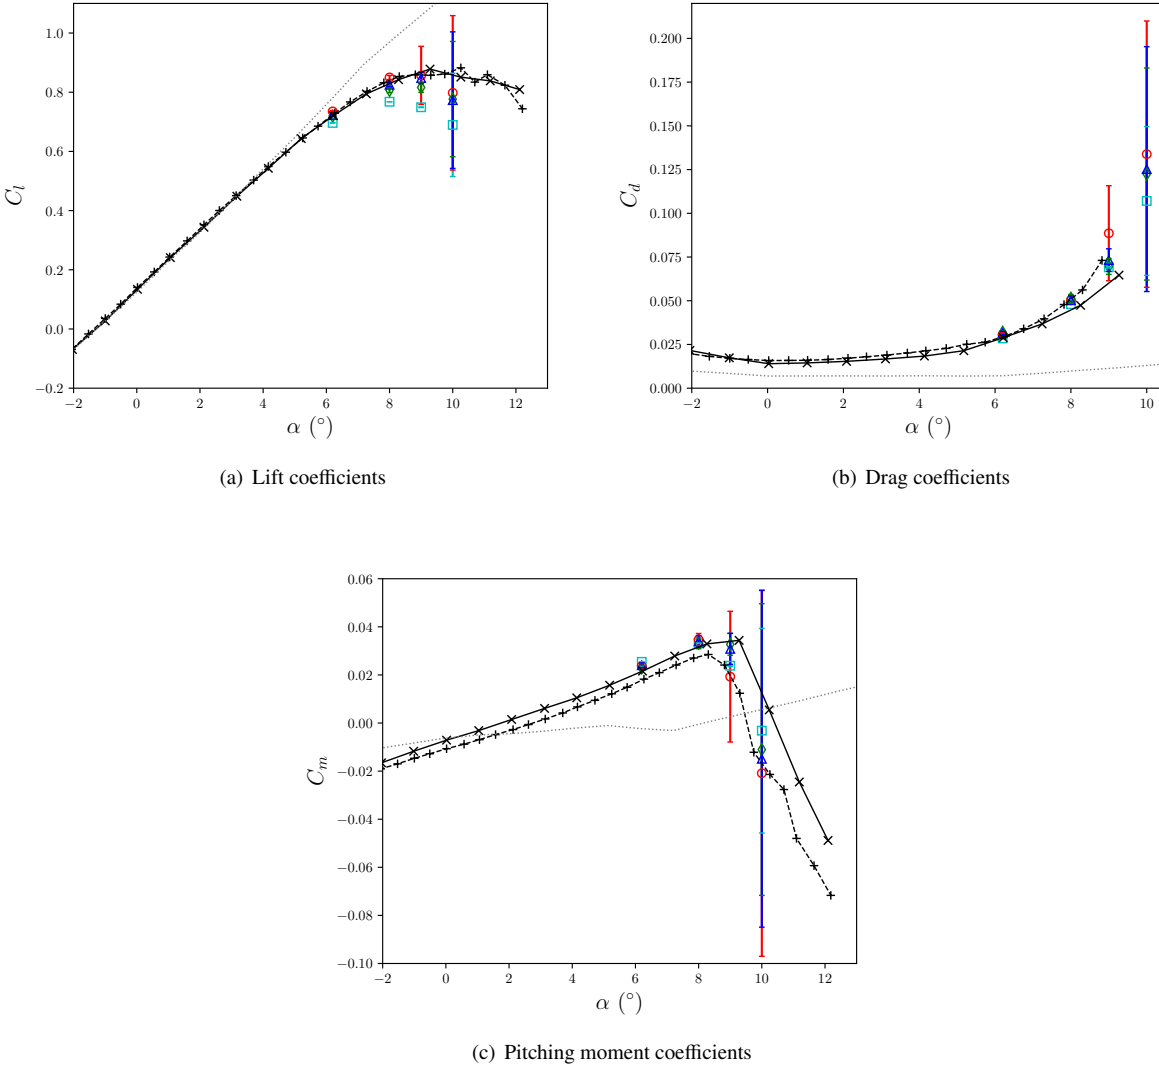 1.0
0.8
0.6
0.4
0.2
0.0
−0.2
C_l
−2 0 2 4 6 8 10 12
α (°)
(a) Lift coefficients
0.200
0.175
0.150
0.125
0.100
0.075
0.050
0.025
0.000
C_d
−2 0 2 4 6 8 10
α (°)
(b) Drag coefficients
0.06
0.04
0.02
0.00
−0.02
−0.04
−0.06
−0.08
−0.10
C_m
−2 0 2 4 6 8 10 12
α (°)
(c) Pitching moment coefficients